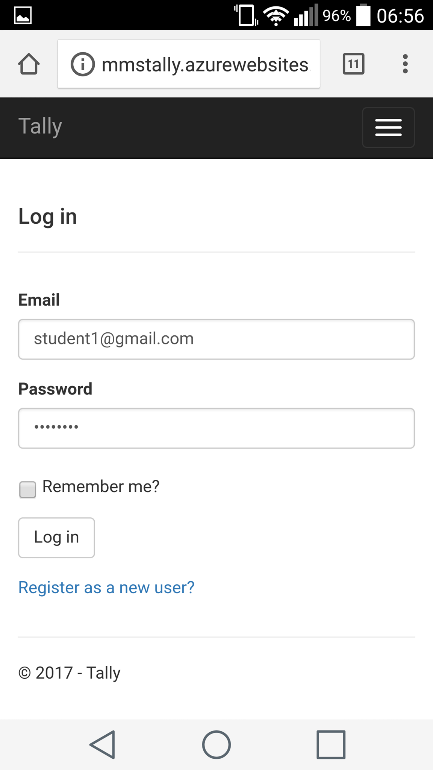 96% 06:56
mmstally.azurewebsites
11
Tally
Log in
Email
student1@gmail.com
Password
••••••••
Remember me?
Log in
Register as a new user?
© 2017 - Tally